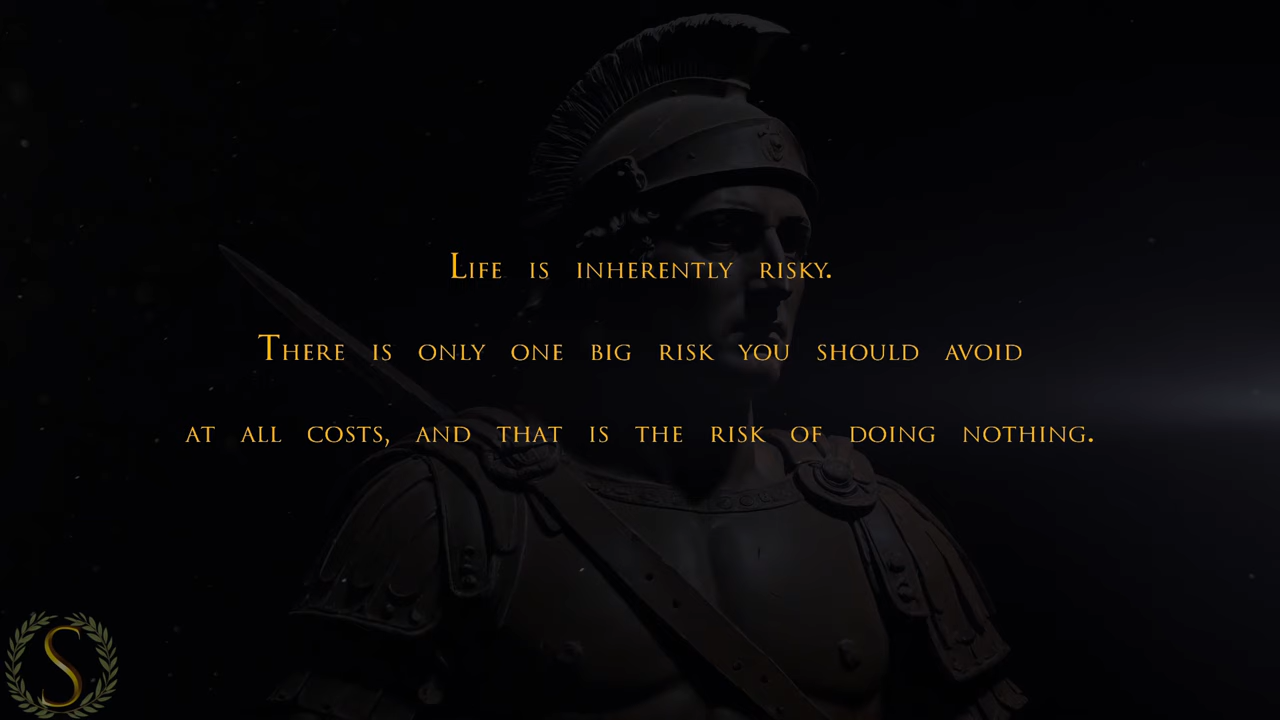 Life is inherently risky.
There is only one big risk you should avoid
at all costs, and that is the risk of doing nothing.
S